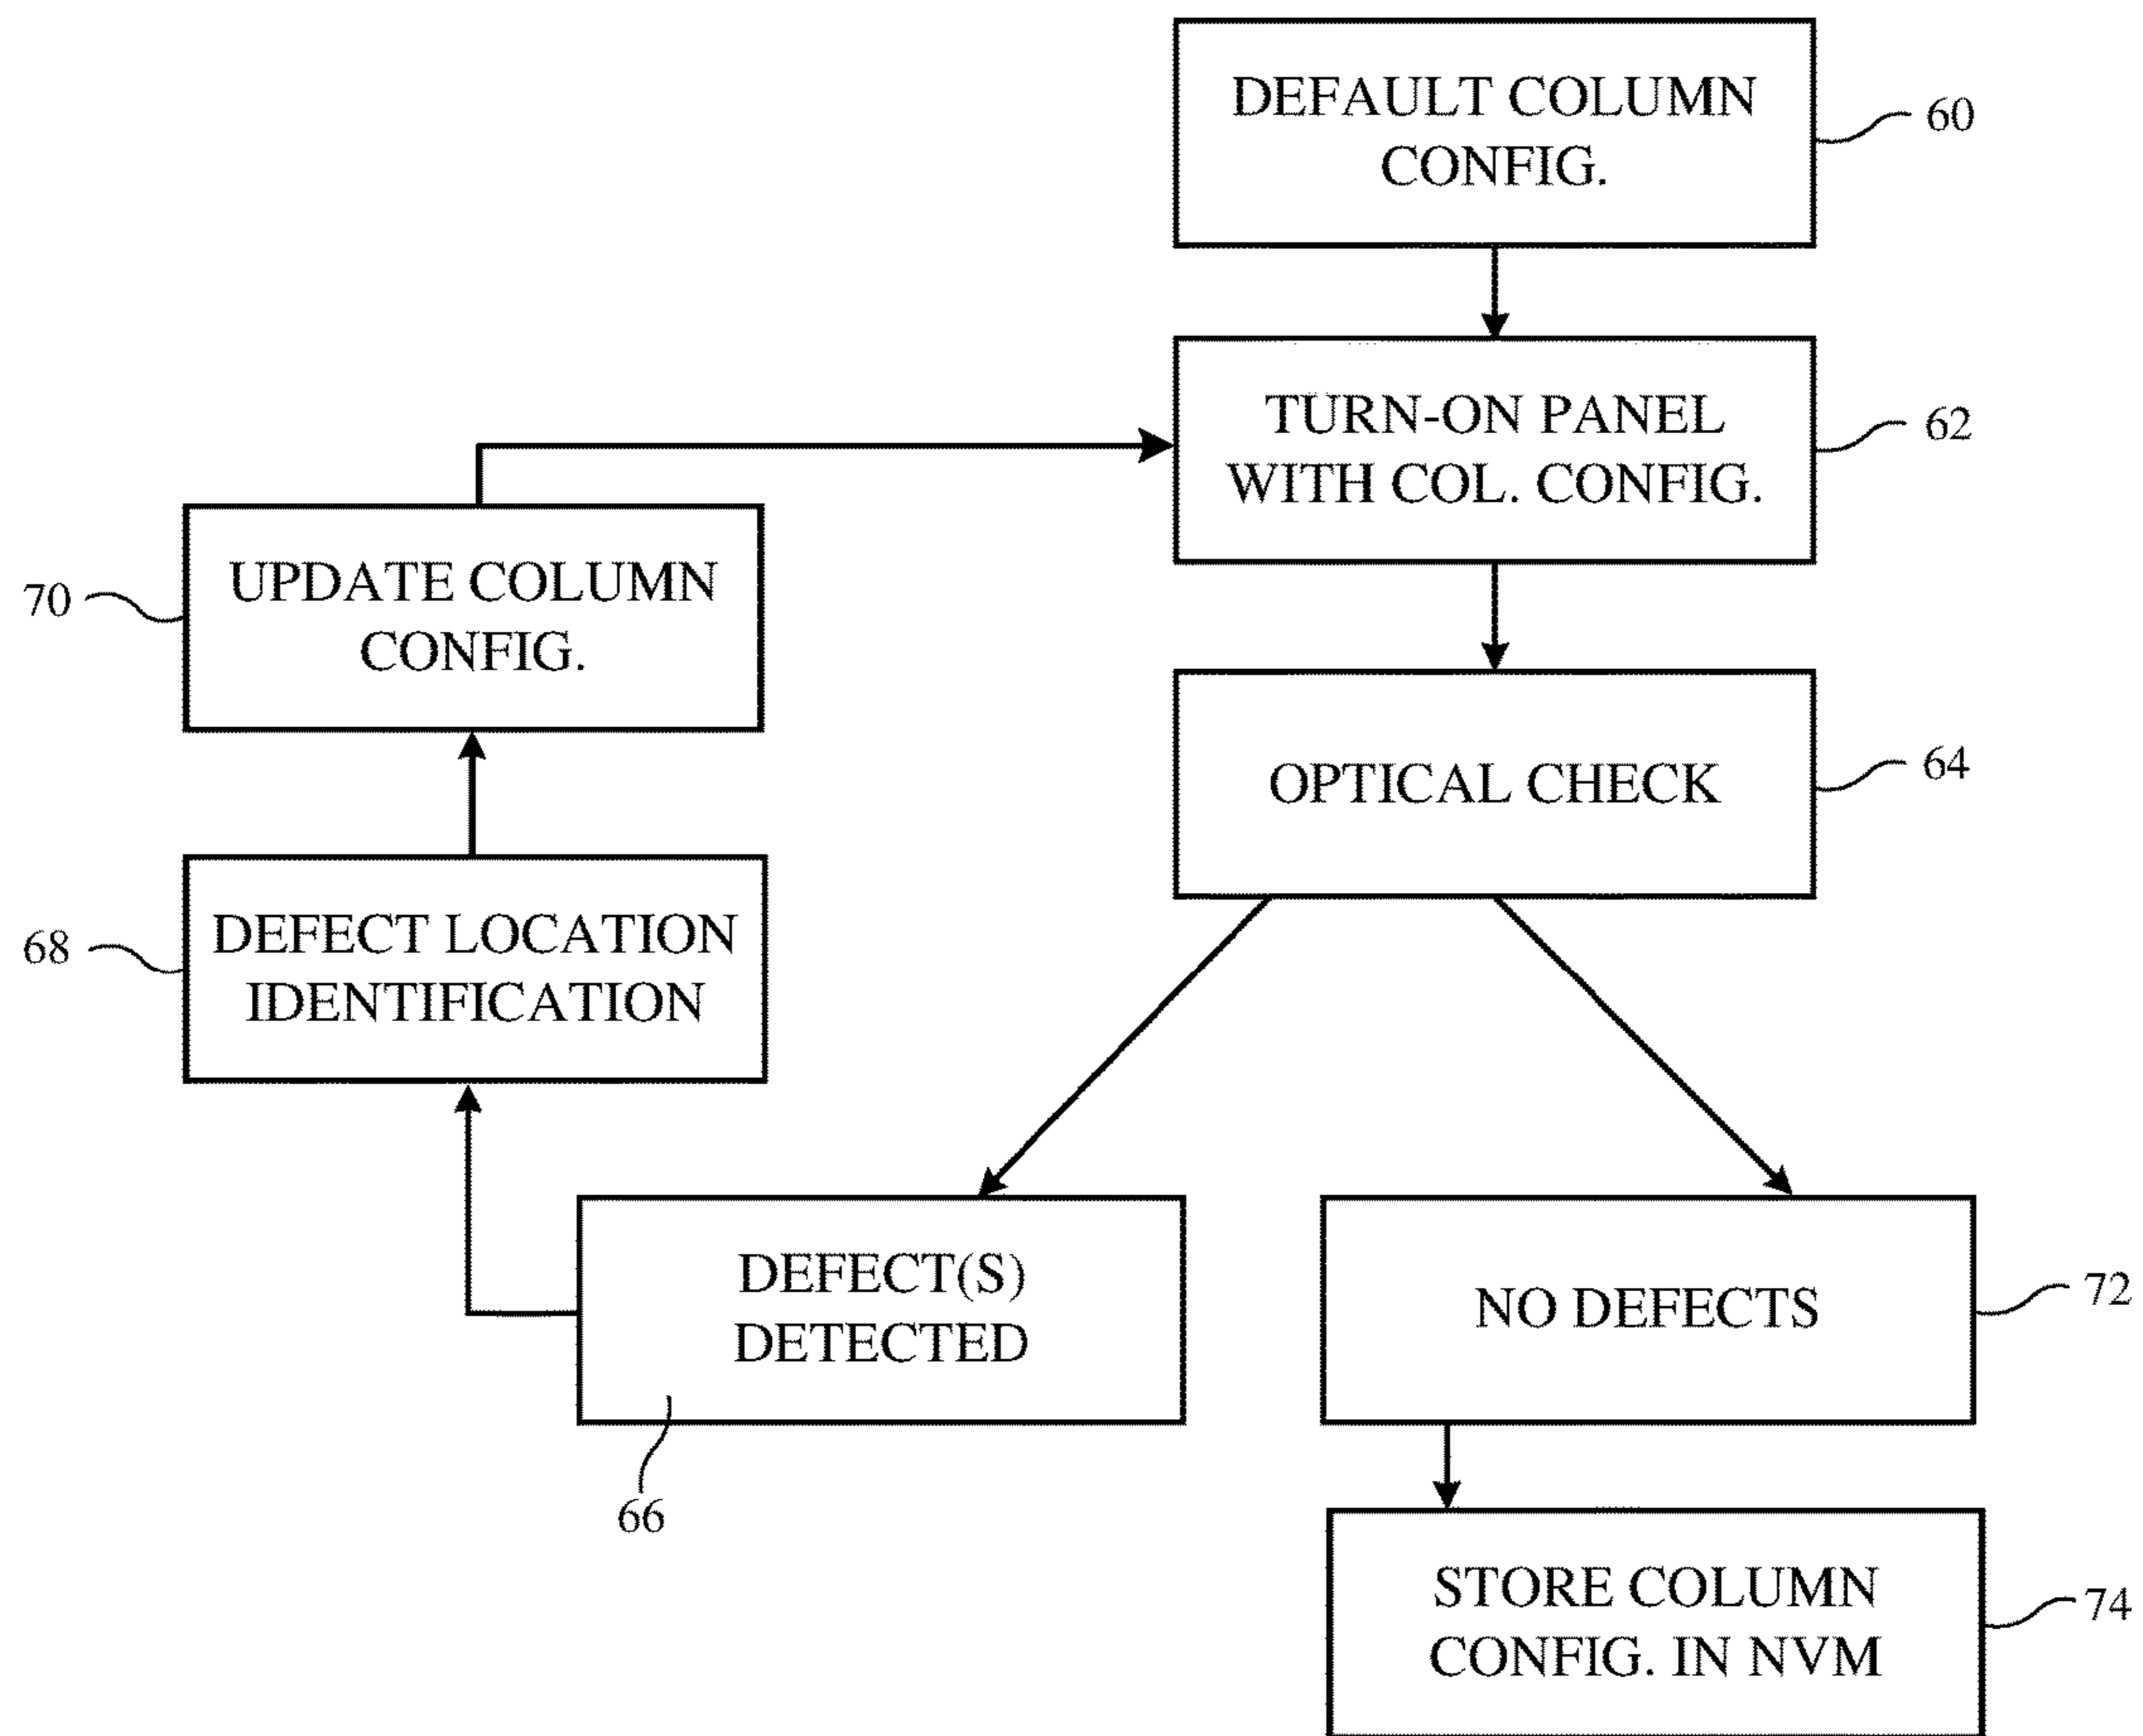 DEFAULT COLUMN
CONFIG.
60
TURN-ON PANEL
WITH COL. CONFIG.
62
UPDATE COLUMN
CONFIG.
70
OPTICAL CHECK
64
DEFECT LOCATION
IDENTIFICATION
68
DEFECT(S)
DETECTED
66
NO DEFECTS
72
STORE COLUMN
CONFIG. IN NVM
74